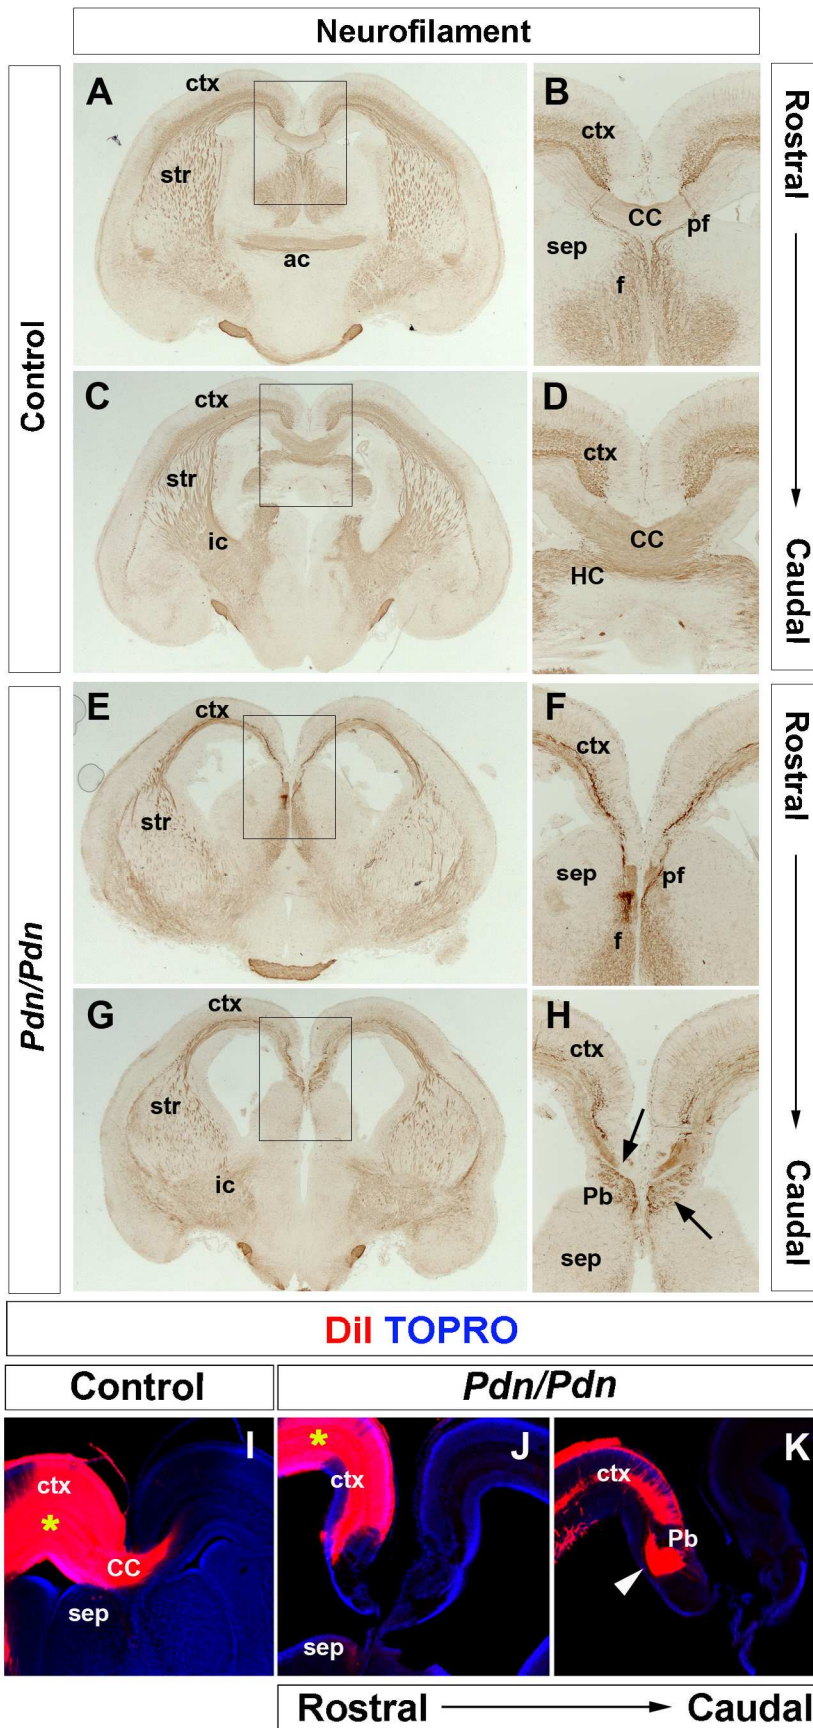 Neurofilament
Control
Rostral
Caudal
A
ctx
str
ac
B
ctx
CC
pf
sep
f
C
ctx
str
ic
D
ctx
CC
HC
Pdn/Pdn
Rostral
Caudal
E
ctx
str
F
ctx
sep
pf
f
G
ctx
str
ic
H
ctx
Pb
sep
DiI TOPRO
Control
Pdn/Pdn
I
ctx
*
CC
sep
J
*
ctx
sep
K
ctx
Pb
Rostral
Caudal